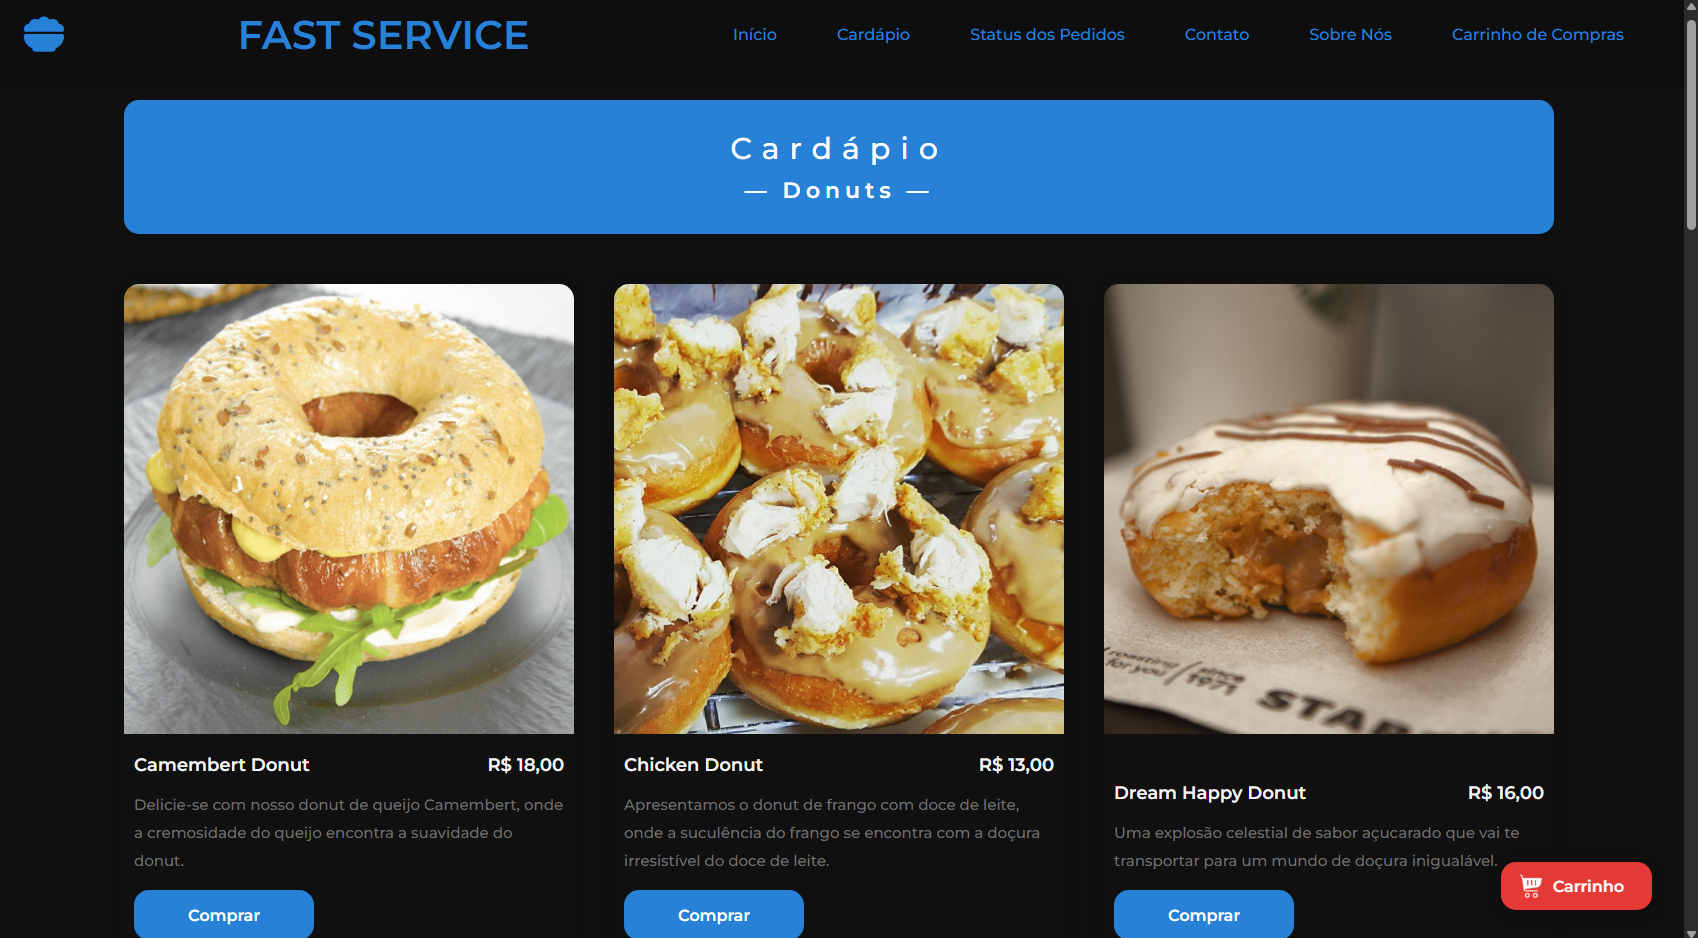 FAST SERVICE
Início
Cardápio
Status dos Pedidos
Contato
Sobre Nós
Carrinho de Compras
Cardápio
— Donuts —
Camembert Donut
R$ 18,00
Delicie-se com nosso donut de queijo Camembert, onde
a cremosidade do queijo encontra a suavidade do
donut.
Comprar
Chicken Donut
R$ 13,00
Apresentamos o donut de frango com doce de leite,
onde a suculência do frango se encontra com a doçura
irresistível do doce de leite.
Comprar
roasting
for you
since
1971
STAR
Dream Happy Donut
R$ 16,00
Uma explosão celestial de sabor açucarado que vai te
transportar para um mundo de doçura inigualável.
Comprar
Carrinho